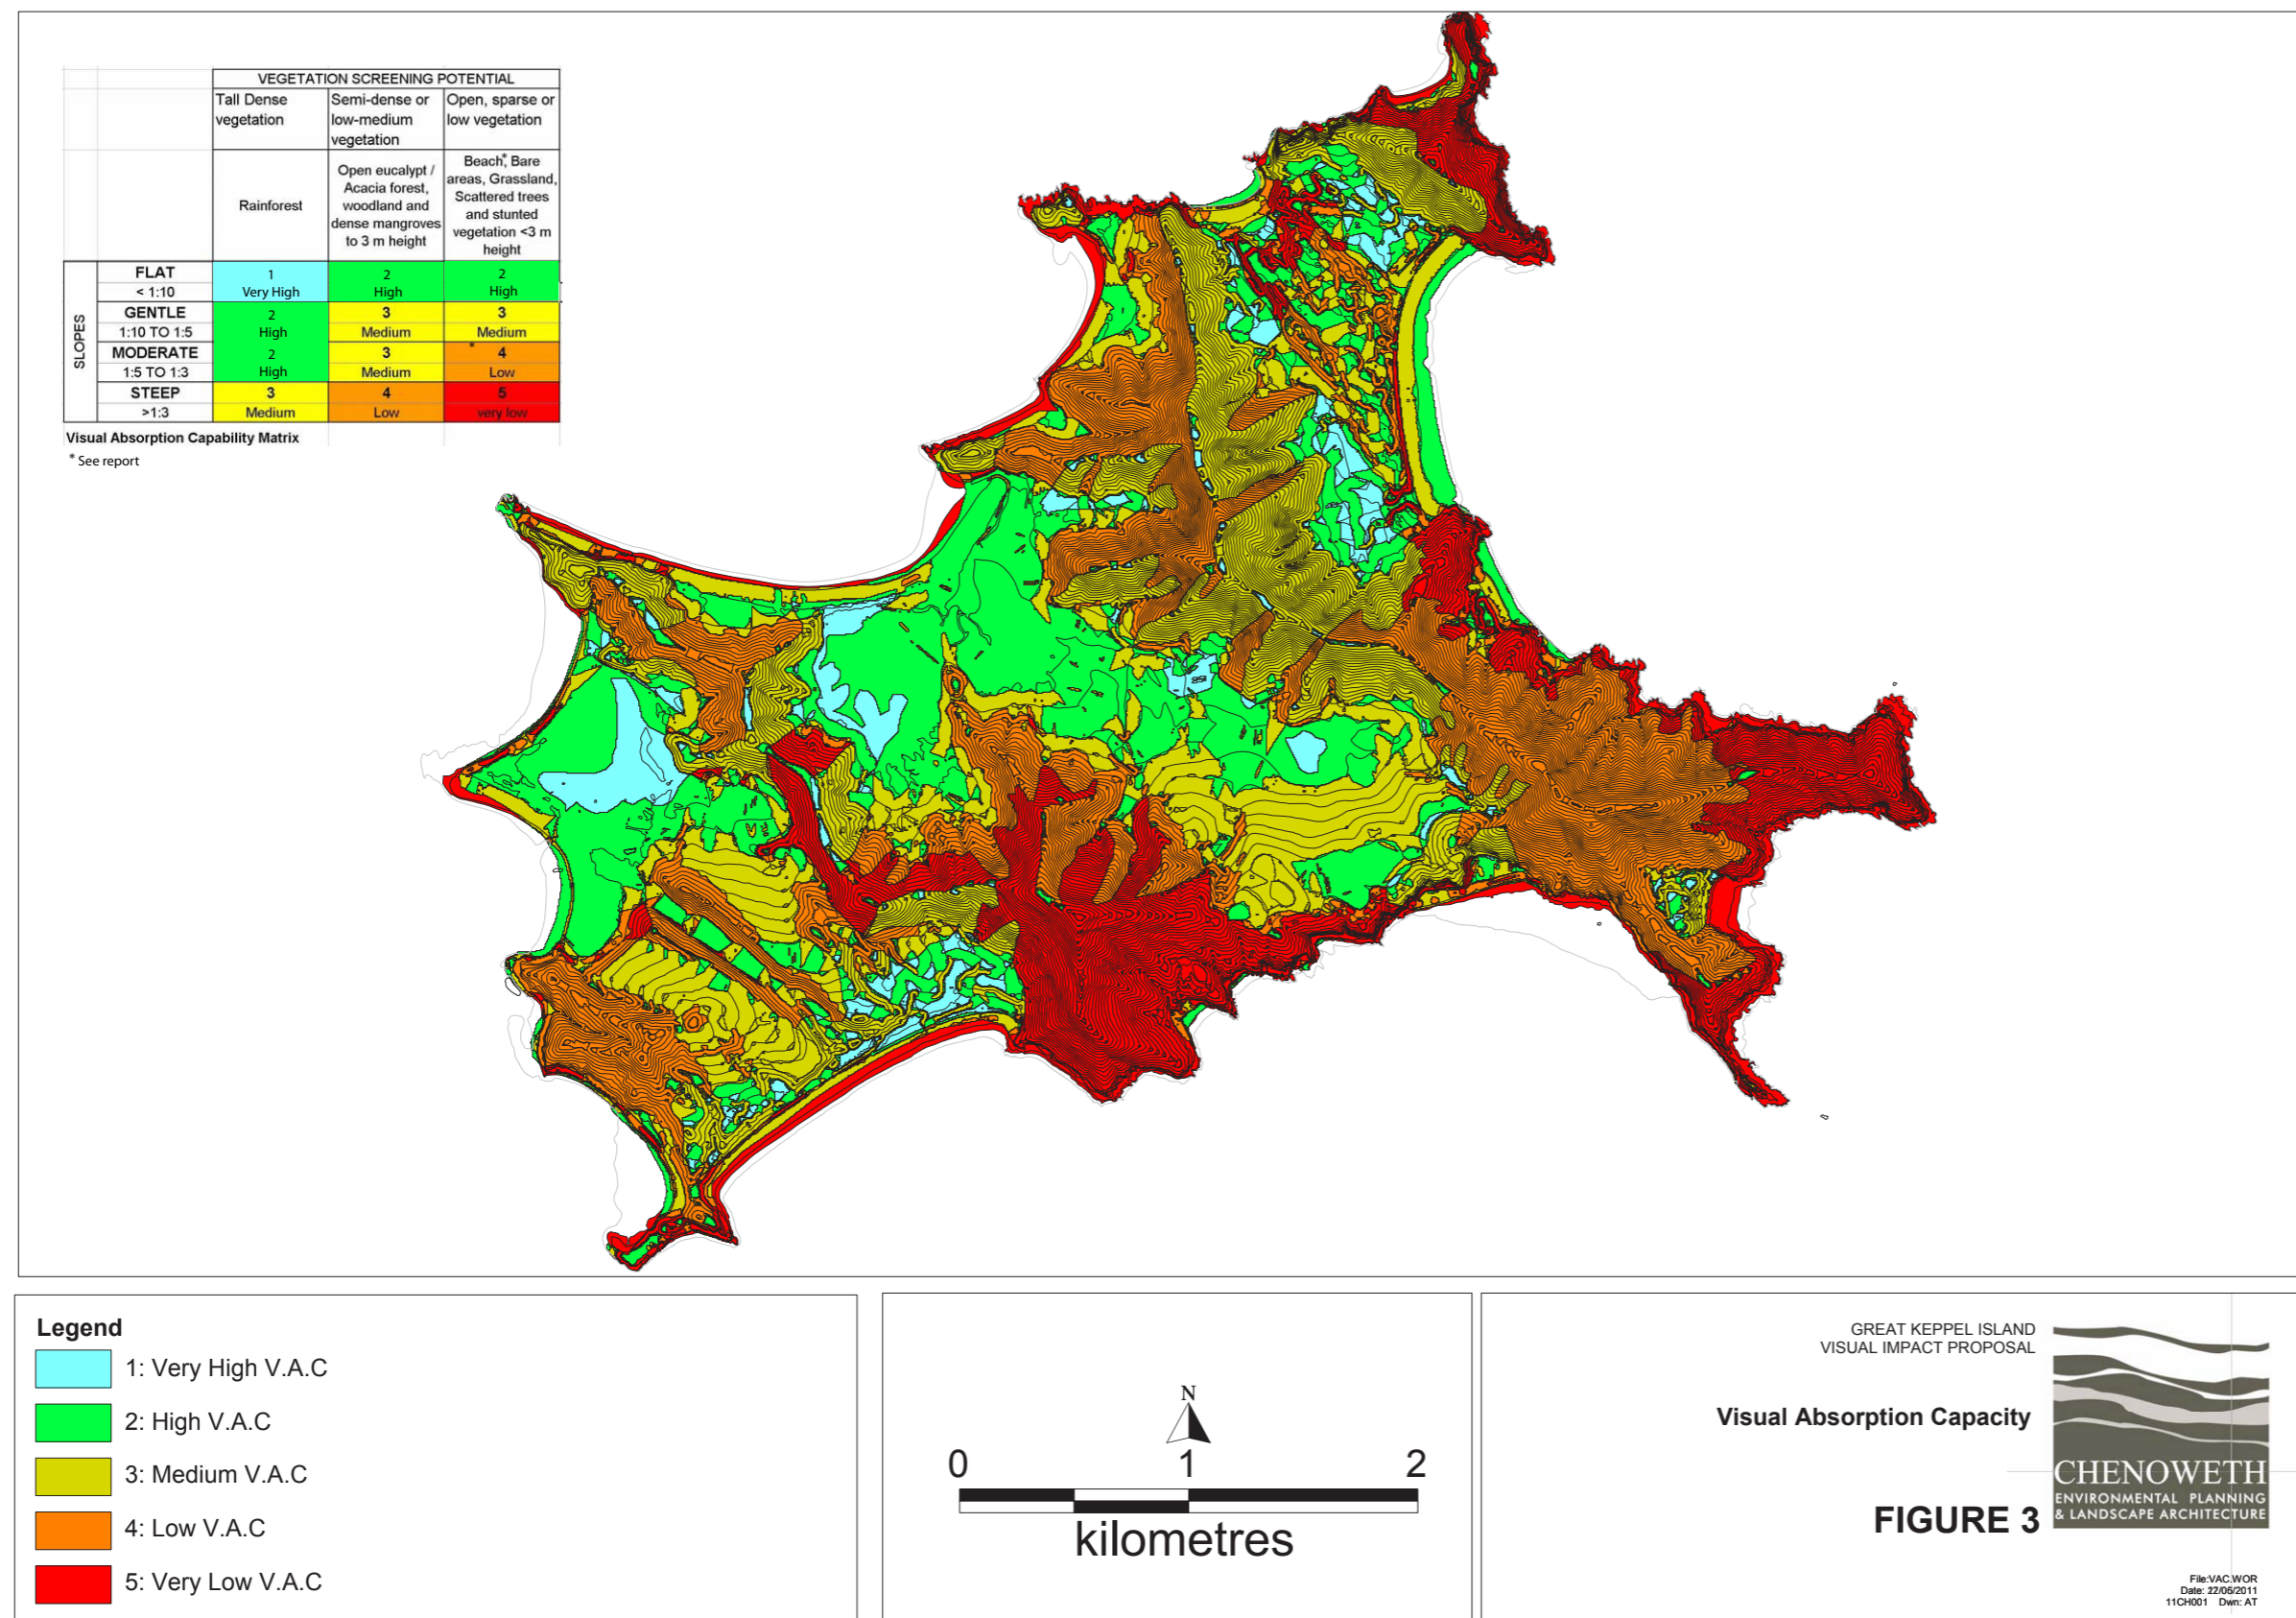 VEGETATION SCREENING POTENTIAL
Tall Dense vegetation
Semi-dense or low-medium vegetation
Open, sparse or low vegetation
Rainforest
Open eucalypt / Acacia forest, woodland and dense mangroves to 3 m height
Beach*, Bare areas, Grassland, Scattered trees and stunted vegetation <3 m height
SLOPES
FLAT 1 2 2
< 1:10 Very High High High
GENTLE 2 3 3
1:10 TO 1:5 High Medium Medium
MODERATE 2 3 * 4
1:5 TO 1:3 High Medium Low
STEEP 3 4 5
>1:3 Medium Low very low
Visual Absorption Capability Matrix
* See report
Legend
1: Very High V.A.C
2: High V.A.C
3: Medium V.A.C
4: Low V.A.C
5: Very Low V.A.C
N
0 1 2
kilometres
GREAT KEPPEL ISLAND
VISUAL IMPACT PROPOSAL
Visual Absorption Capacity
FIGURE 3
CHENOWETH
ENVIRONMENTAL PLANNING
& LANDSCAPE ARCHITECTURE
File:VAC.WOR
Date: 22/06/2011
11CH001 Dwn: AT